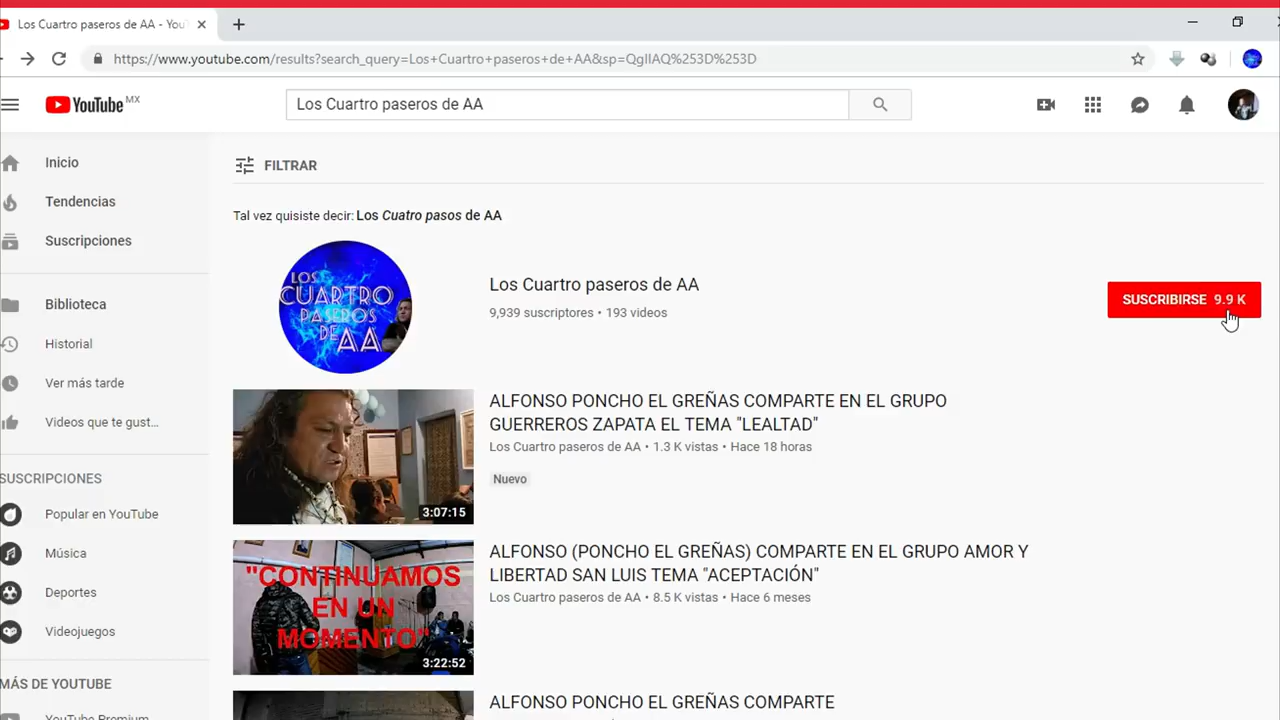 Los Cuartro paseros de AA - You
https://www.youtube.com/results?search_query=Los+Cuartro+paseros+de+AA&sp=QgIIAQ%253D%253D
YouTube MX
Los Cuartro paseros de AA
Inicio
Tendencias
Suscripciones
Biblioteca
Historial
Ver más tarde
Videos que te gust...
SUSCRIPCIONES
Popular en YouTube
Música
Deportes
Videojuegos
MÁS DE YOUTUBE
YouTube Premium
FILTRAR
Tal vez quisiste decir: Los Cuatro pasos de AA
LOS
CUARTRO
PASEROS
DE AA
Los Cuartro paseros de AA
9,939 suscriptores • 193 videos
SUSCRIBIRSE 9.9 K
3:07:15
ALFONSO PONCHO EL GREÑAS COMPARTE EN EL GRUPO
GUERREROS ZAPATA EL TEMA "LEALTAD"
Los Cuartro paseros de AA • 1.3 K vistas • Hace 18 horas
Nuevo
"CONTINUAMOS
EN UN
MOMENTO"
3:22:52
ALFONSO (PONCHO EL GREÑAS) COMPARTE EN EL GRUPO AMOR Y
LIBERTAD SAN LUIS TEMA "ACEPTACIÓN"
Los Cuartro paseros de AA • 8.5 K vistas • Hace 6 meses
ALFONSO PONCHO EL GREÑAS COMPARTE